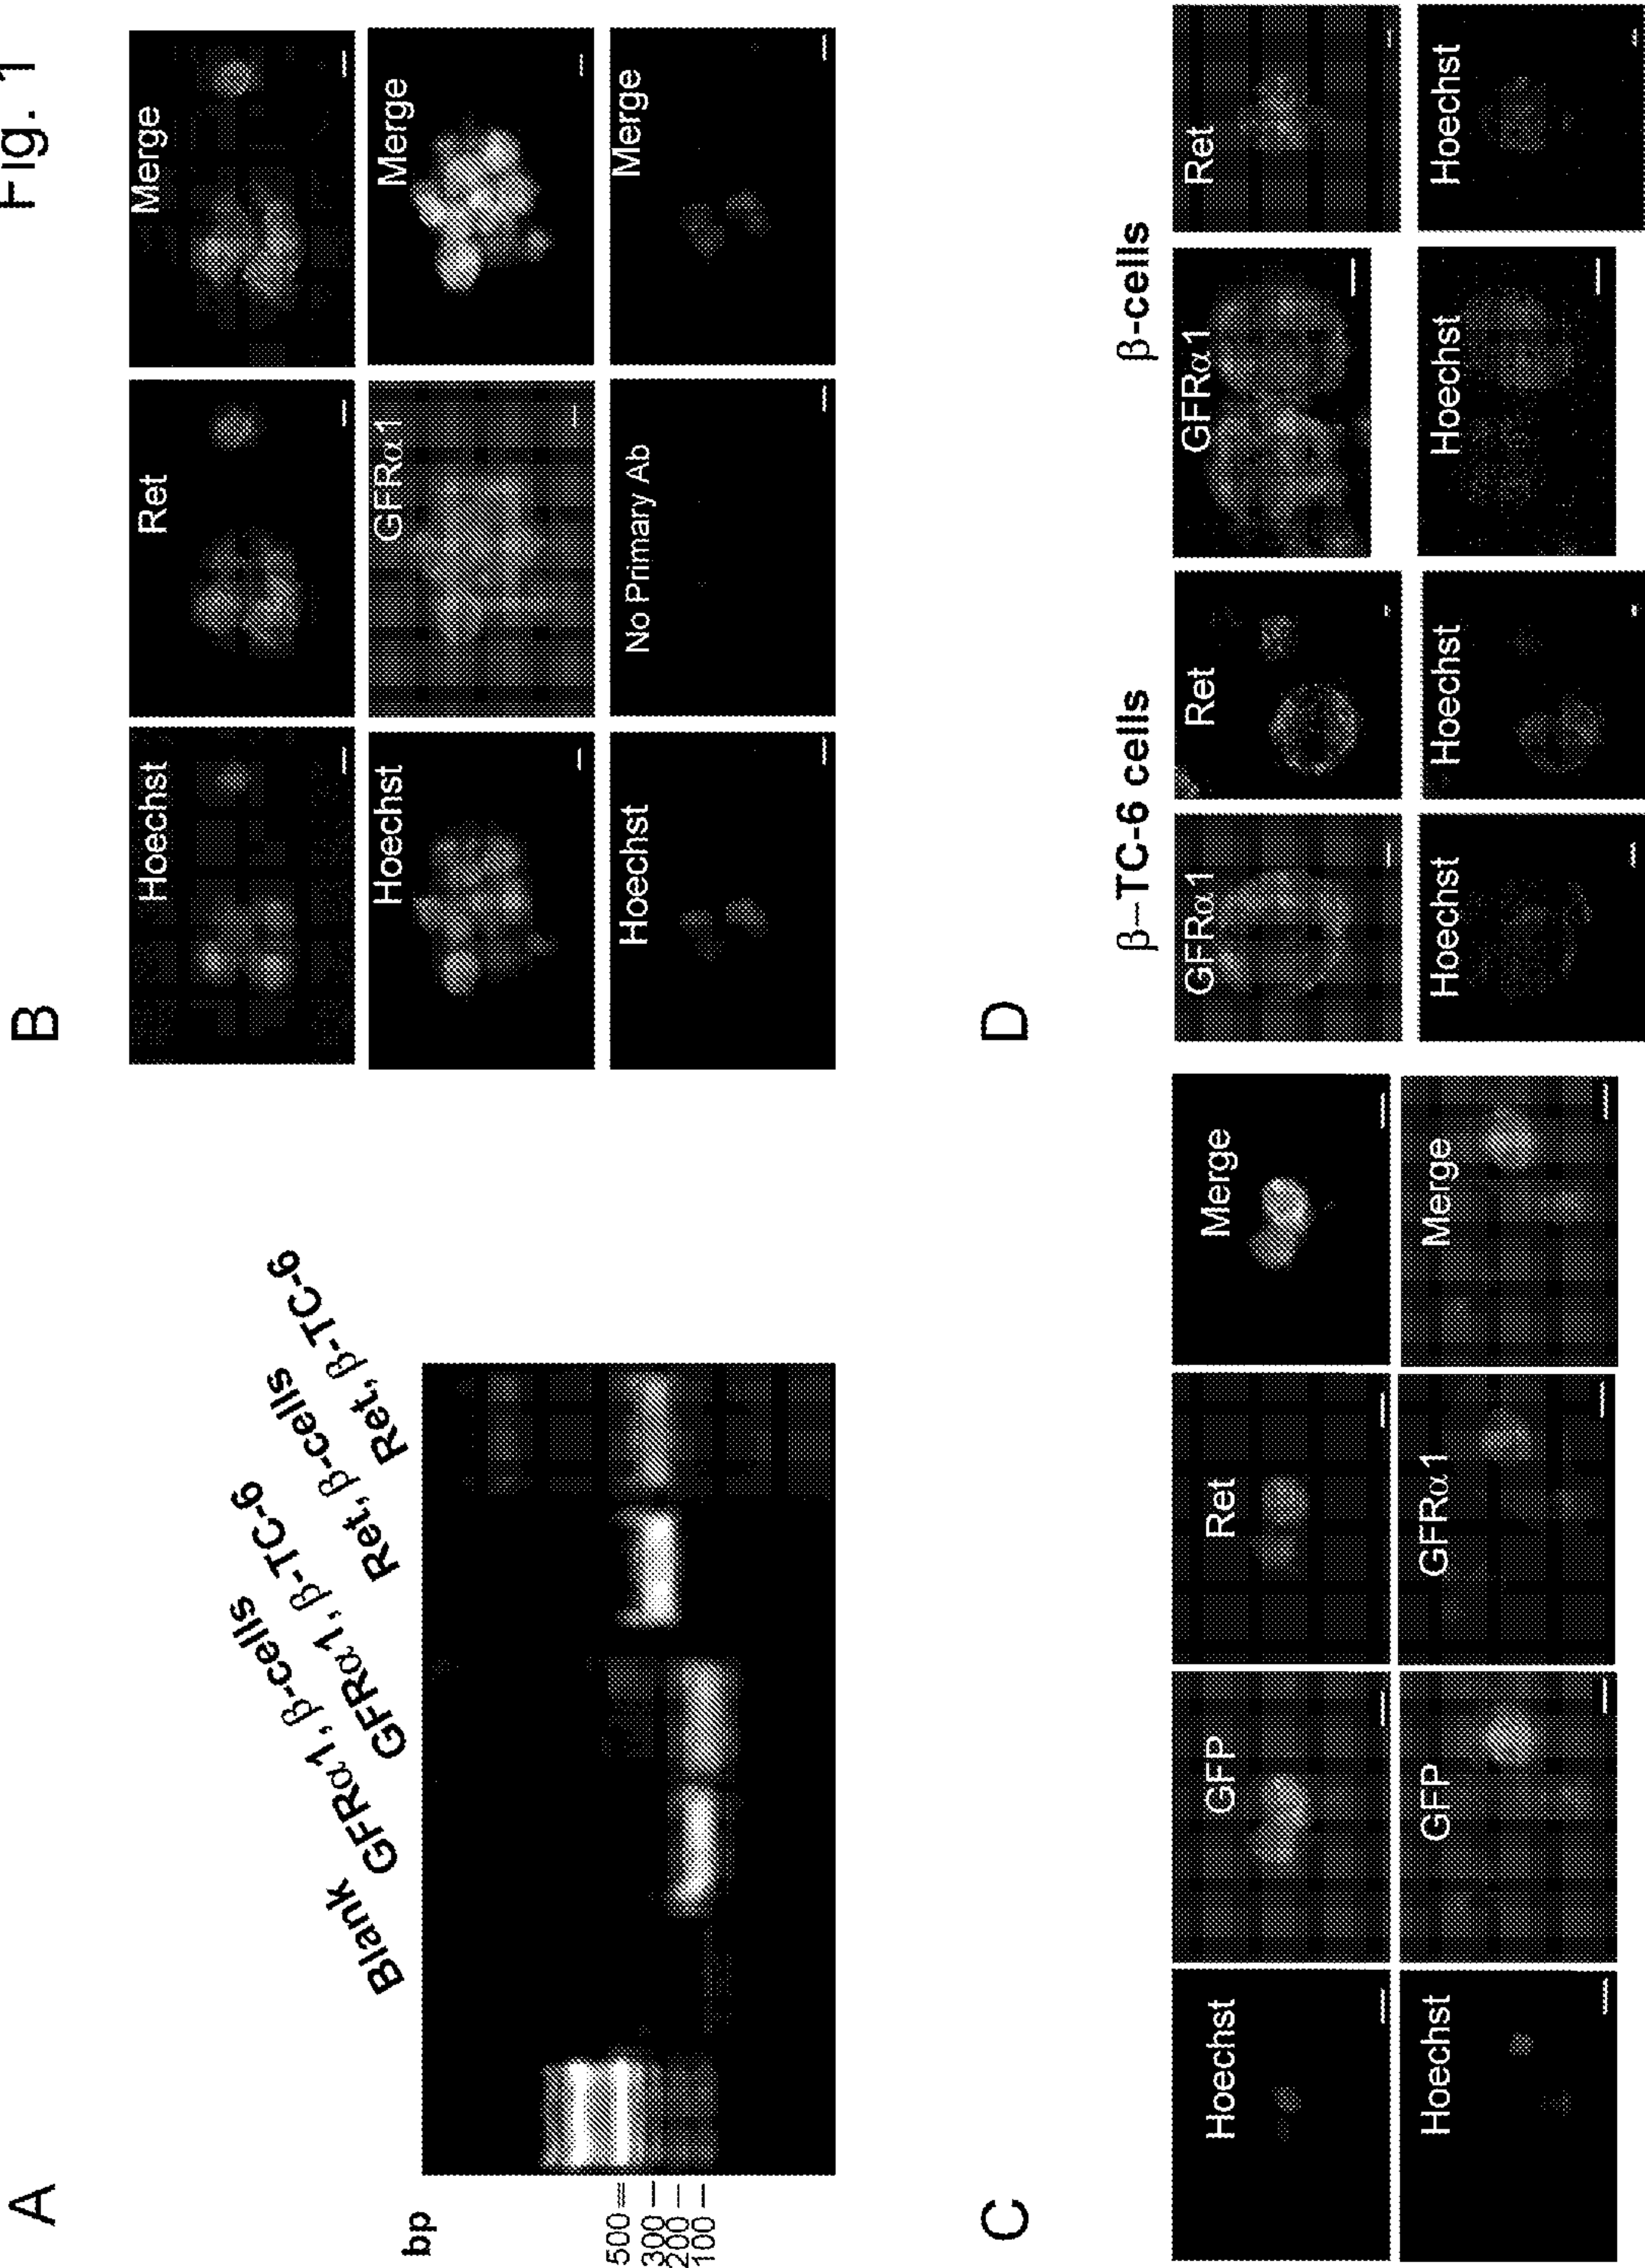 Fig. 1
A
Blank
GFRα1, β-cells
GFRα1, β-TC-6
Ret, β-cells
Ret, β-TC-6
bp
500
300
200
100
B
Hoechst
Ret
Merge
Hoechst
GFRα1
Merge
Hoechst
No Primary Ab
Merge
C
Hoechst
GFP
Ret
Merge
Hoechst
GFP
GFRα1
Merge
D
β–TC-6 cells
β-cells
GFRα1
Ret
GFRα1
Ret
Hoechst
Hoechst
Hoechst
Hoechst